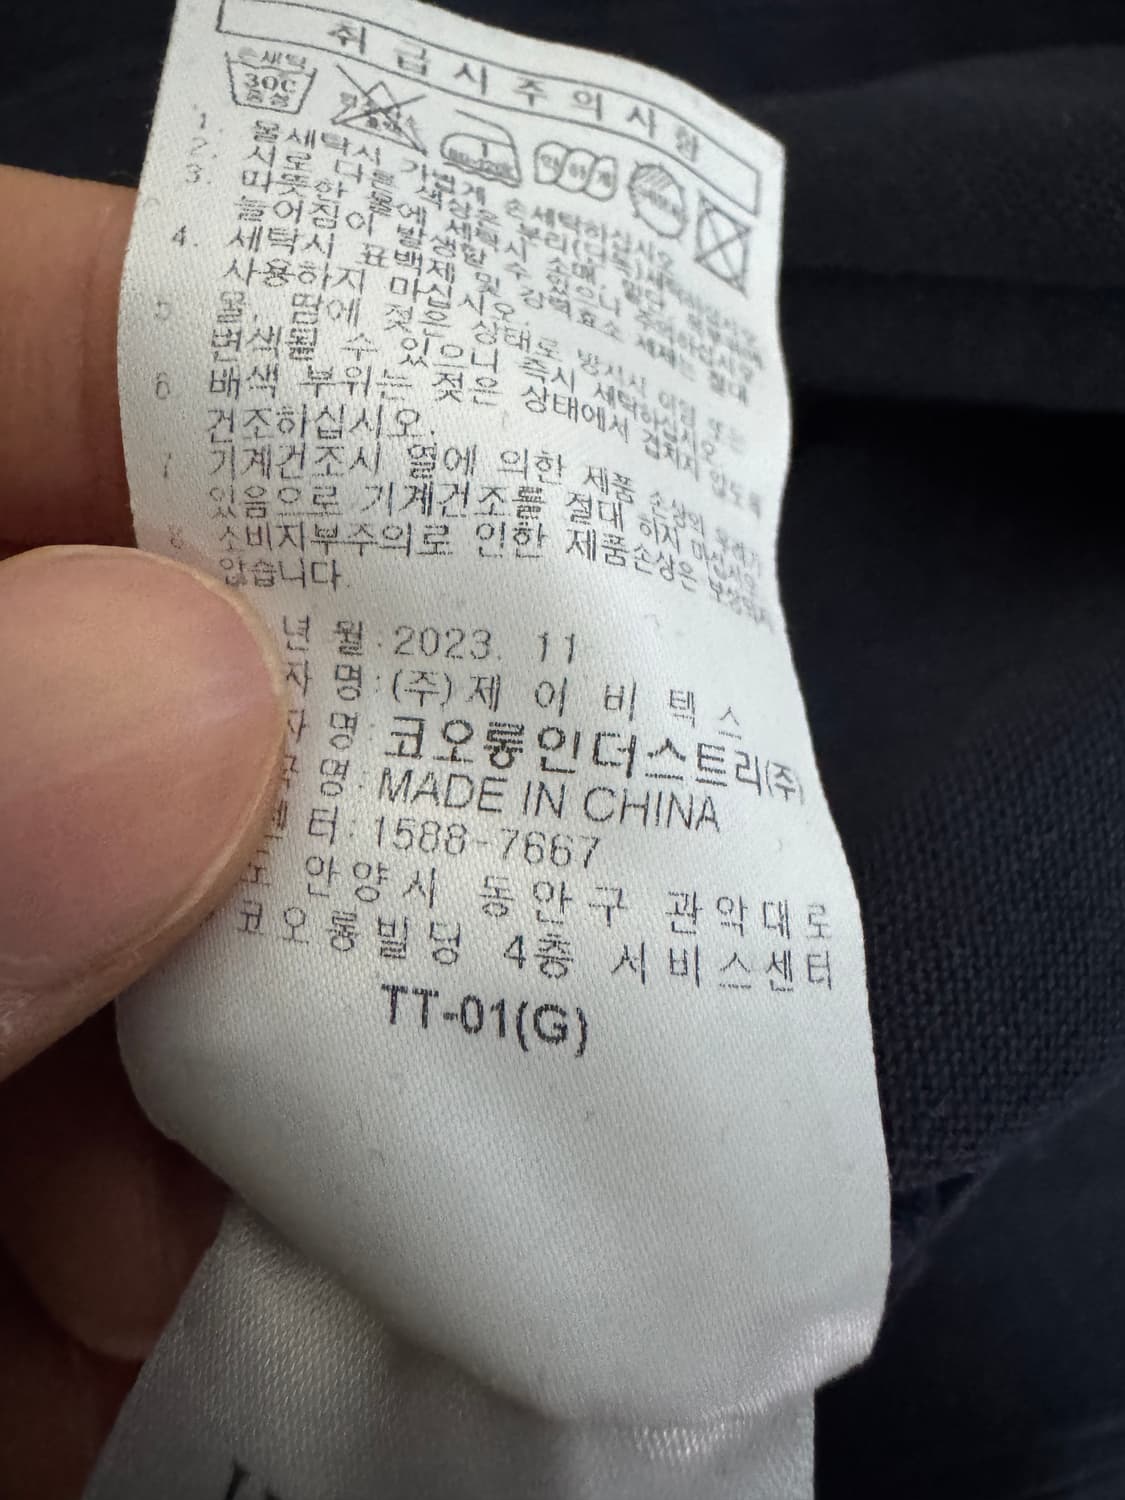 취급시주의사항
손세탁
30C
중성
약하게
1. 울세탁시 가볍게 손세탁하십시오
2. 서로 다른 색상은 분리(단독)세탁하십시오
3. 따뜻한 물에 세탁시 소매, 밑단
늘어짐이 발생할 수 있으니 주의하십시오
4. 세탁시 표백제 및 강력효소 세제는 절대
사용하지 마십시오.
5 물, 땀에 젖은 상태로 방치시 이염 또는
변색될 수 있으니 즉시 세탁하십시오
6 배색 부위는 젖은 상태에서 겹치지 않도록
건조하십시오.
7 기계건조시 열에 의한 제품 손상의 우려가
있음으로 기계건조를 절대 하지 마십시오
8 소비자부주의로 인한 제품손상은 보상되지
않습니다.
년 월: 2023. 11
자 명: (주)제 이 비 텍 스
자 명: 코오롱인더스트리(주)
국 명: MADE IN CHINA
센 터: 1588-7667
도 안양시 동안구 관악대로
코오롱빌딩 4층 서비스센터
TT-01(G)